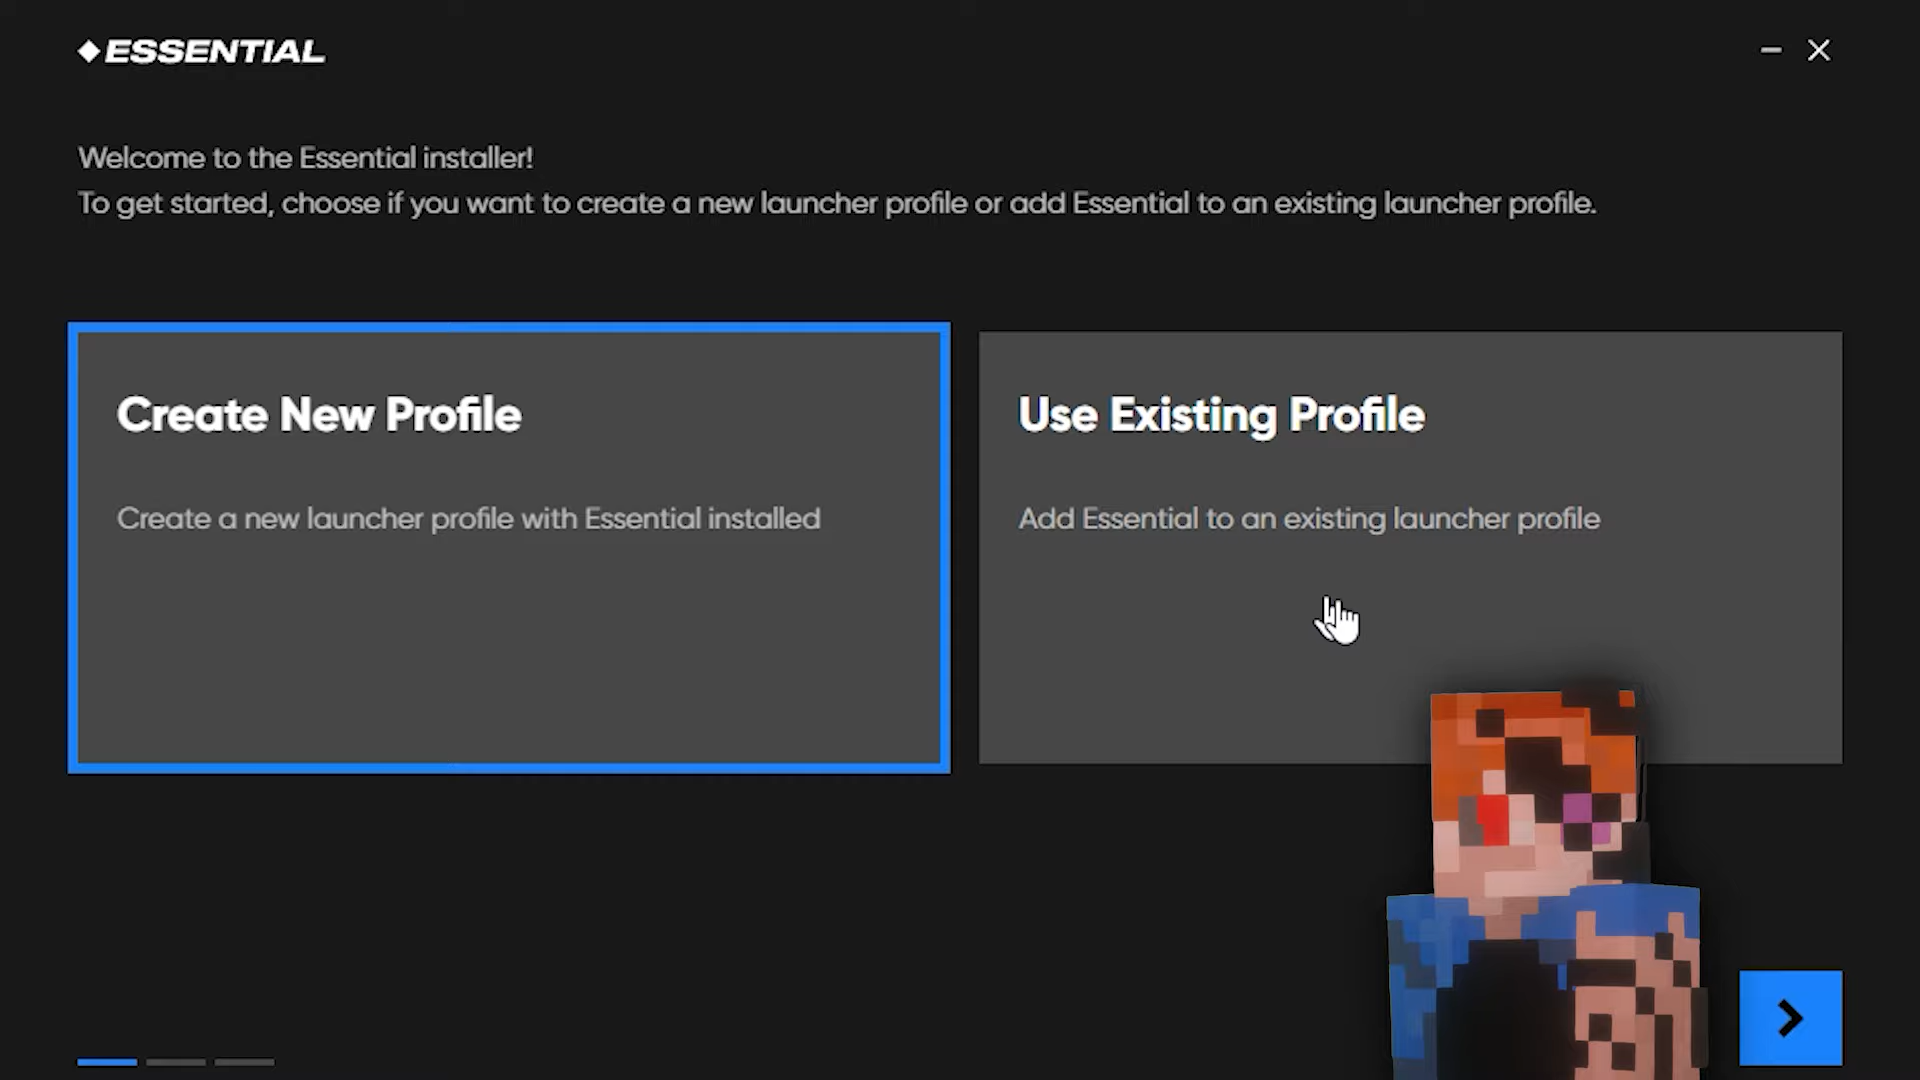 ESSENTIAL
Welcome to the Essential installer!
To get started, choose if you want to create a new launcher profile or add Essential to an existing launcher profile.
Create New Profile
Create a new launcher profile with Essential installed
Use Existing Profile
Add Essential to an existing launcher profile